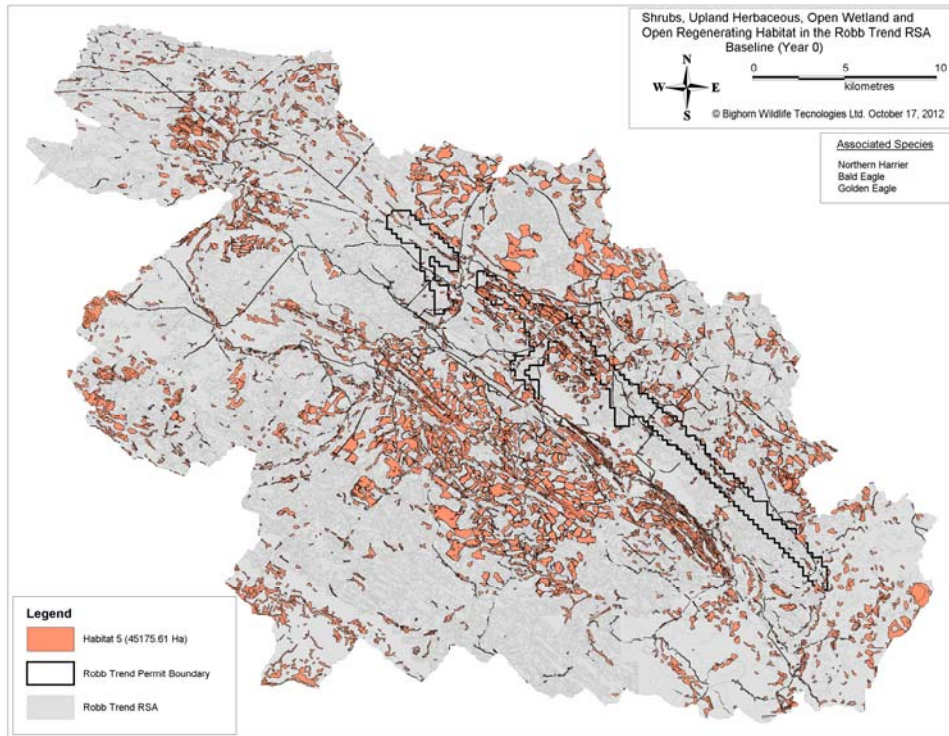 Shrubs, Upland Herbaceous, Open Wetland and
Open Regenerating Habitat in the Robb Trend RSA
Baseline (Year 0)
N
W E
S
0 5 10
kilometres
© Bighorn Wildlife Tecnologies Ltd. October 17, 2012
Associated Species
Northern Harrier
Bald Eagle
Golden Eagle
Legend
Habitat 5 (45175.61 Ha)
Robb Trend Permit Boundary
Robb Trend RSA